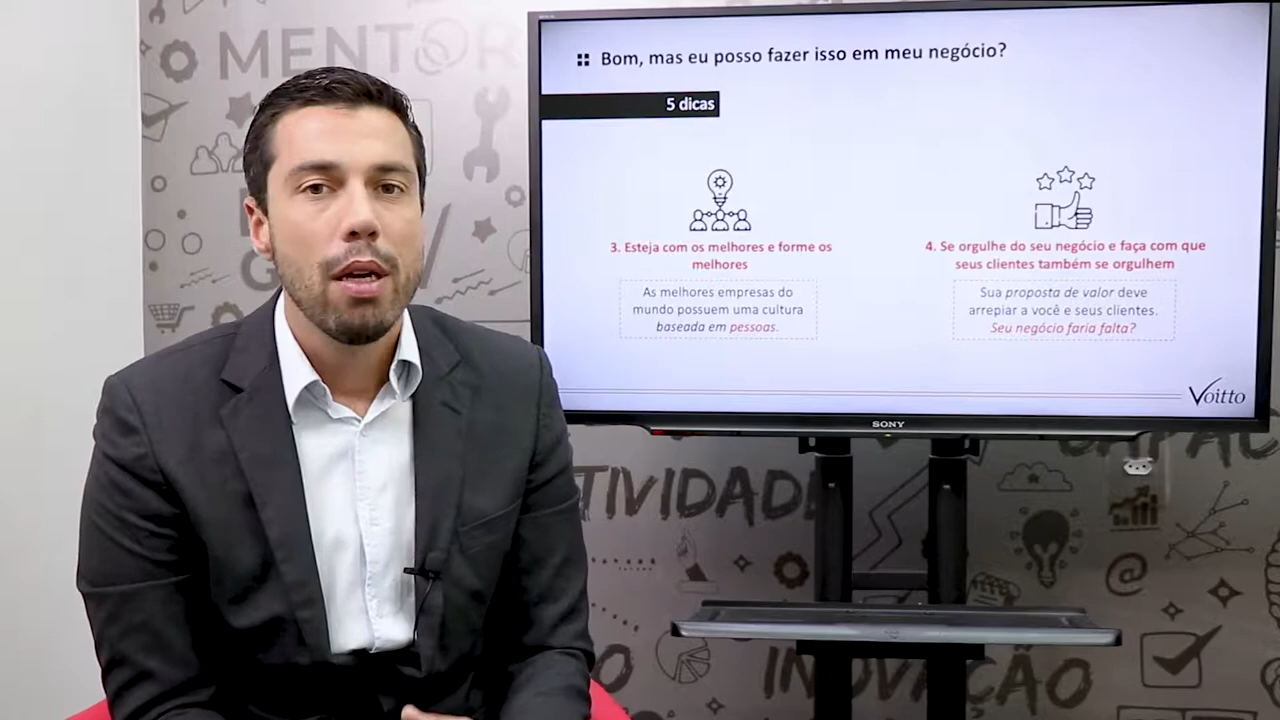 MENTOR
Bom, mas eu posso fazer isso em meu negócio?
5 dicas
3. Esteja com os melhores e forme os
melhores
As melhores empresas do
mundo possuem uma cultura
baseada em pessoas.
4. Se orgulhe do seu negócio e faça com que
seus clientes também se orgulhem
Sua proposta de valor deve
arrepiar a você e seus clientes.
Seu negócio faria falta?
Voitto
SONY
TIVIDADE
@
INOVAÇÃO